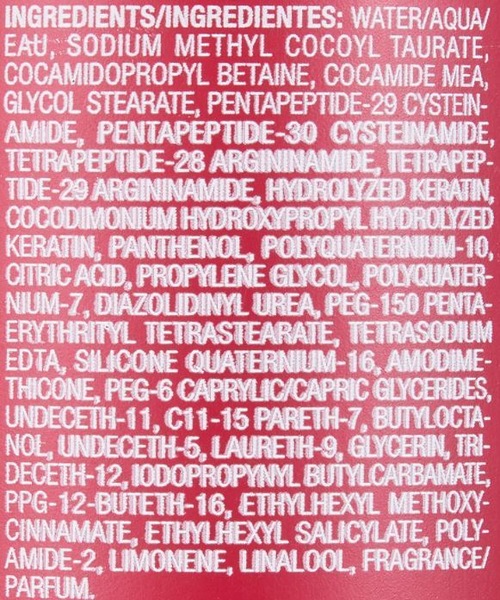 INGREDIENTS/INGREDIENTES: WATER/AQUA/
EAU, SODIUM METHYL COCOYL TAURATE,
COCAMIDOPROPYL BETAINE, COCAMIDE MEA,
GLYCOL STEARATE, PENTAPEPTIDE-29 CYSTEIN-
AMIDE, PENTAPEPTIDE-30 CYSTEINAMIDE,
TETRAPEPTIDE-28 ARGININAMIDE, TETRAPEP-
TIDE-29 ARGININAMIDE, HYDROLYZED KERATIN,
COCODIMONIUM HYDROXYPROPYL HYDROLYZED
KERATIN, PANTHENOL, POLYQUATERNIUM-10,
CITRIC ACID, PROPYLENE GLYCOL, POLYQUATER-
NIUM-7, DIAZOLIDINYL UREA, PEG-150 PENTA-
ERYTHRITYL TETRASTEARATE, TETRASODIUM
EDTA, SILICONE QUATERNIUM-16, AMODIME-
THICONE, PEG-6 CAPRYLIC/CAPRIC GLYCERIDES,
UNDECETH-11, C11-15 PARETH-7, BUTYLOCTA-
NOL, UNDECETH-5, LAURETH-9, GLYCERIN, TRI-
DECETH-12, IODOPROPYNYL BUTYLCARBAMATE,
PPG-12-BUTETH-16, ETHYLHEXYL METHOXY-
CINNAMATE, ETHYLHEXYL SALICYLATE, POLY-
AMIDE-2, LIMONENE, LINALOOL, FRAGRANCE/
PARFUM.